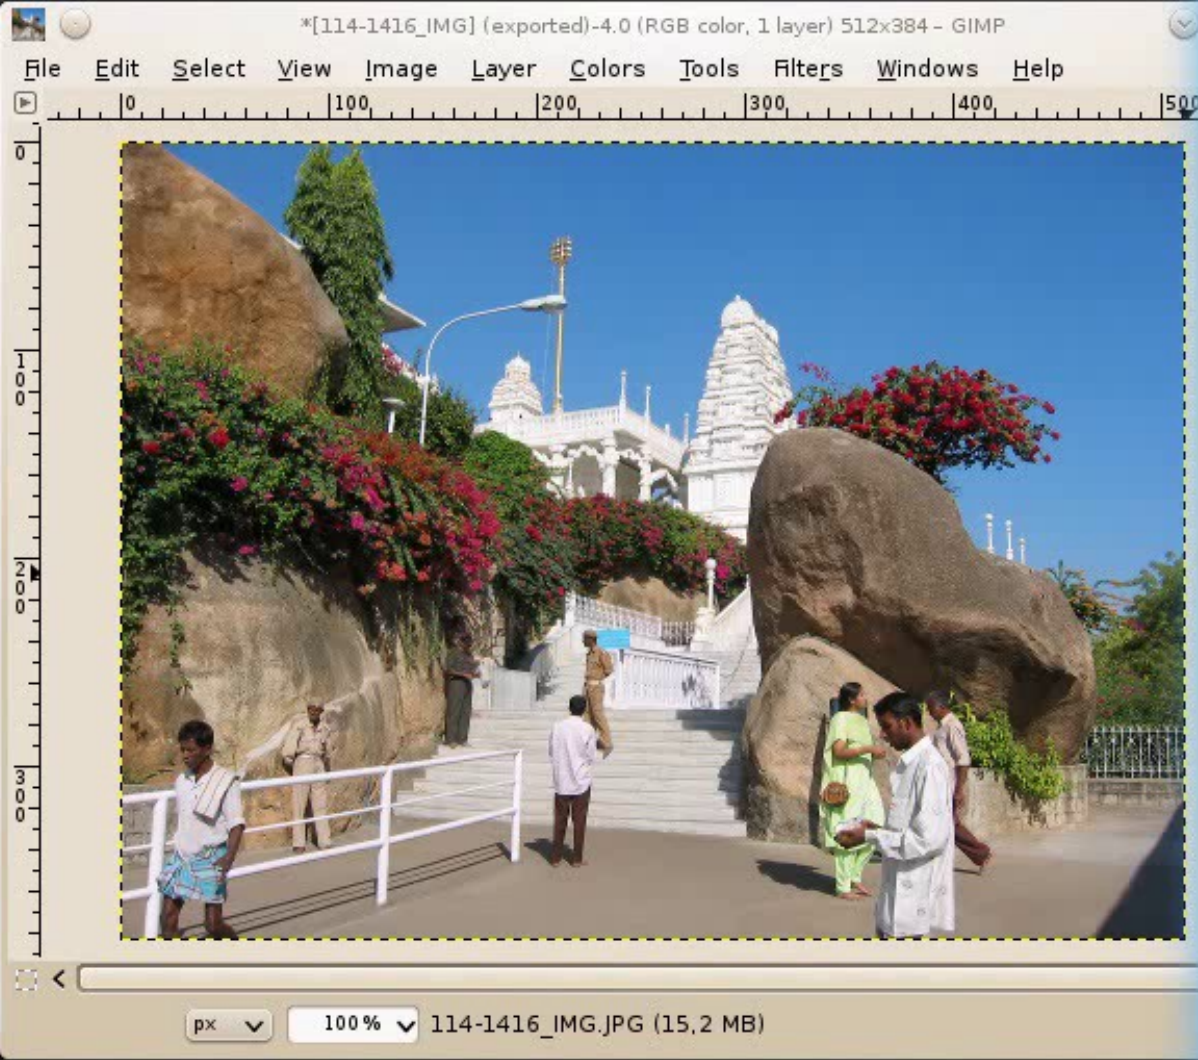 *[114-1416_IMG] (exported)-4.0 (RGB color, 1 layer) 512x384 – GIMP
File Edit Select View Image Layer Colors Tools Filters Windows Help
0 100 200 300 400 500
0
100
200
300
px 100% 114-1416_IMG.JPG (15,2 MB)